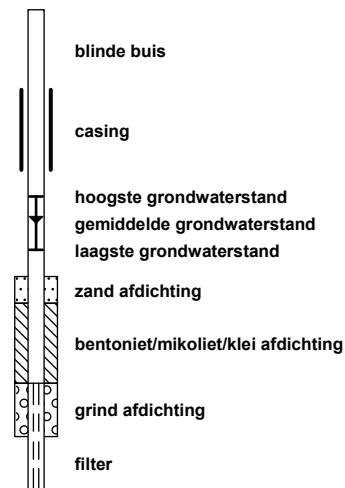 blinde buis
casing
hoogste grondwaterstand
gemiddelde grondwaterstand
laagste grondwaterstand
zand afdichting
bentoniet/mikoliet/klei afdichting
grind afdichting
filter